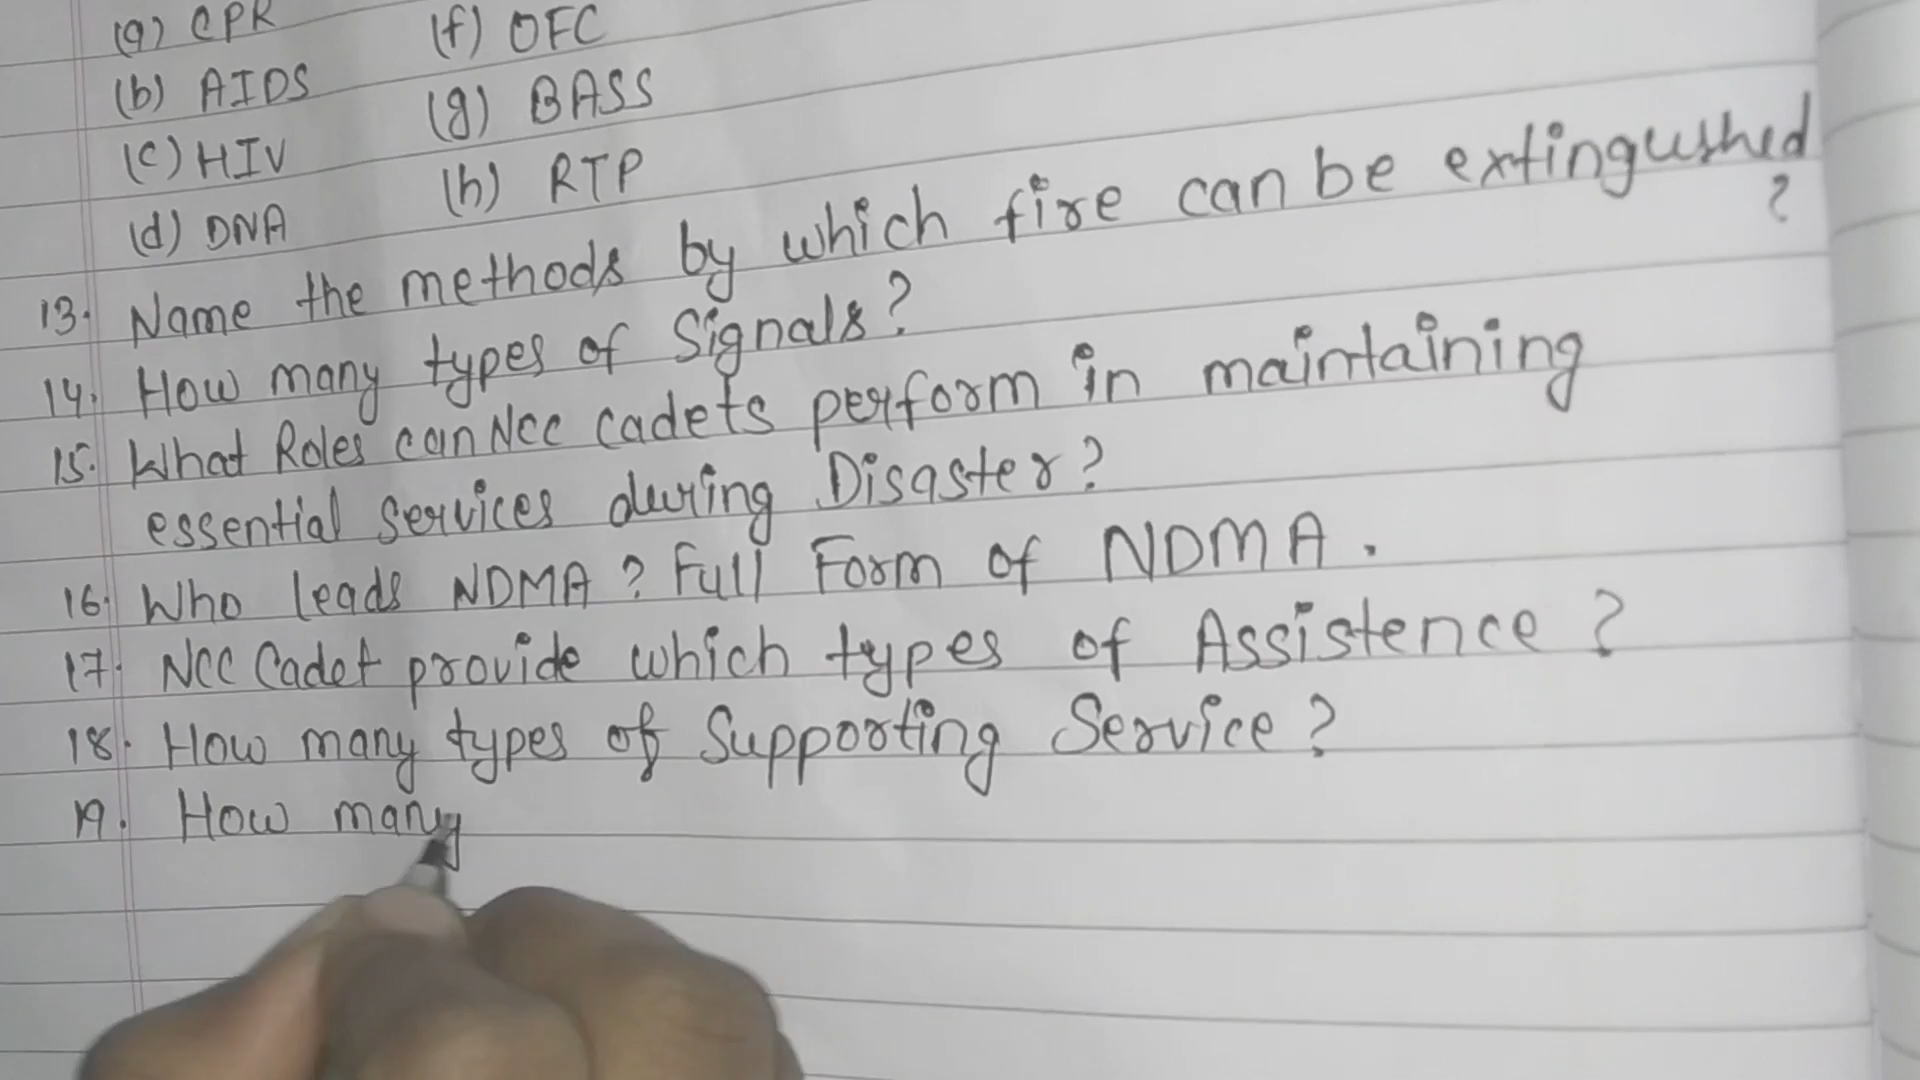 (a) CPR (f) OFC
(b) AIDS (g) BASS
(c) HIV (h) RTP
(d) DNA
13. Name the methods by which fire can be extingushed
?
14. How many types of Signals?
15. What Roles can Ncc cadets perform in maintaining
essential services during Disaster?
16. Who leads NDMA? Full Form of NDMA.
17. NCC Cadet provide which types of Assistence?
18. How many types of Supporting Service?
19. How many